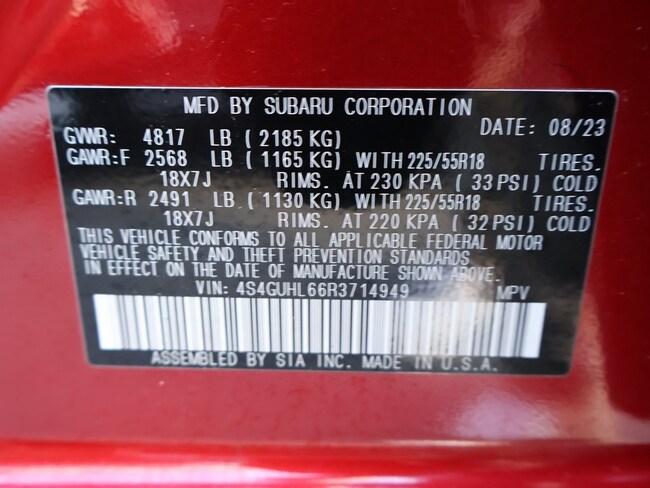 MFD BY SUBARU CORPORATION
DATE: 08/23
GVWR: 4817 LB ( 2185 KG)
GAWR:F 2568 LB ( 1165 KG) WITH 225/55R18 TIRES.
18X7J RIMS. AT 230 KPA ( 33 PSI) COLD
GAWR:R 2491 LB. ( 1130 KG) WITH 225/55R18 TIRES.
18X7J RIMS. AT 220 KPA ( 32 PSI) COLD
THIS VEHICLE CONFORMS TO ALL APPLICABLE FEDERAL MOTOR
VEHICLE SAFETY AND THEFT PREVENTION STANDARDS
IN EFFECT ON THE DATE OF MANUFACTURE SHOWN ABOVE.
VIN: 4S4GUHL66R3714949 MPV
ASSEMBLED BY SIA INC. MADE IN U.S.A.